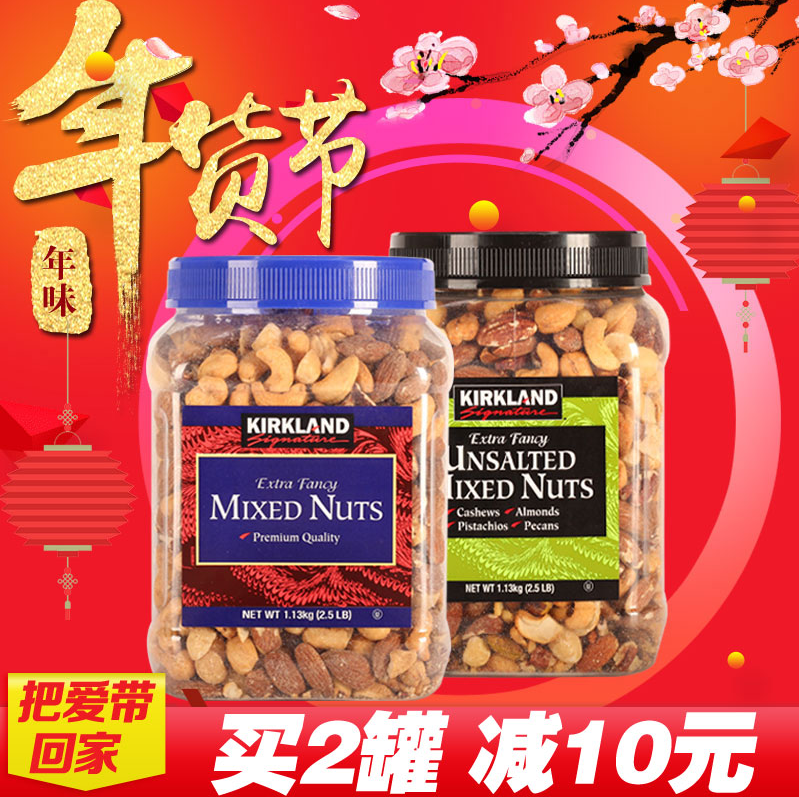 年货节
年味
KIRKLAND
Signature
Extra Fancy
MIXED NUTS
Premium Quality
NET WT 1.13kg (2.5 LB)
KIRKLAND
Signature
Extra Fancy
UNSALTED
MIXED NUTS
Cashews Almonds
Pistachios Pecans
NET WT 1.13kg (2.5 LB)
把爱带
回家
买2罐 减10元